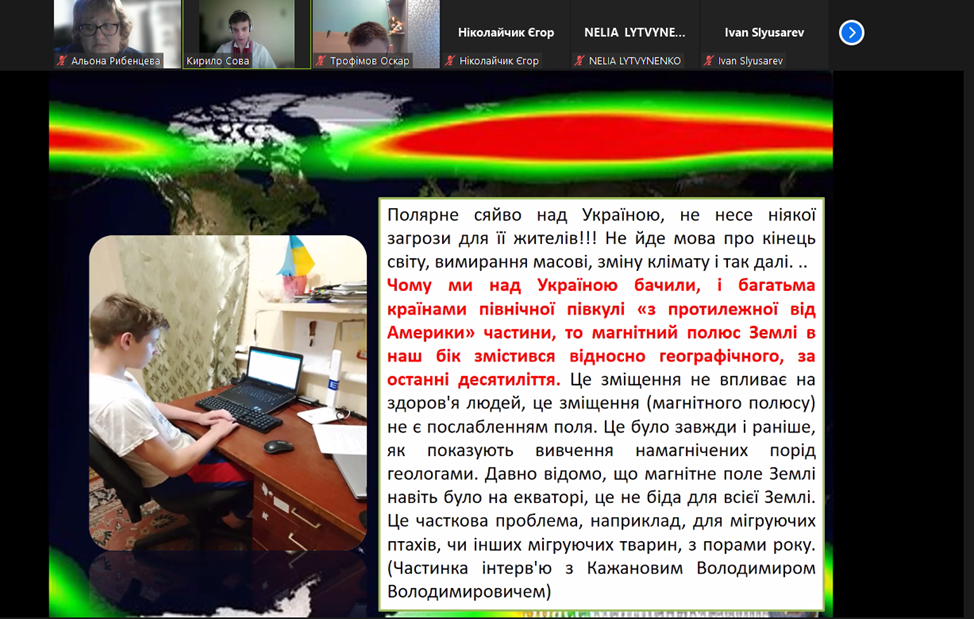 Ніколайчик Єгор
NELIA LYTVYNE...
Ivan Slyusarev
Альона Рибенцева
Кирило Сова
Трофімов Оскар
Ніколайчик Єгор
NELIA LYTVYNENKO
Ivan Slyusarev
Полярне сяйво над Україною, не несе ніякої
загрози для її жителів!!! Не йде мова про кінець
світу, вимирання масові, зміну клімату і так далі. ..
Чому ми над Україною бачили, і багатьма
країнами північної півкулі «з протилежної від
Америки» частини, то магнітний полюс Землі в
наш бік змістився відносно географічного, за
останні десятиліття. Це зміщення не впливає на
здоров'я людей, це зміщення (магнітного полюсу)
не є послабленням поля. Це було завжди і раніше,
як показують вивчення намагнічених порід
геологами. Давно відомо, що магнітне поле Землі
навіть було на екваторі, це не біда для всієї Землі.
Це часткова проблема, наприклад, для мігруючих
птахів, чи інших мігруючих тварин, з порами року.
(Частинка інтерв'ю з Кажановим Володимиром
Володимировичем)